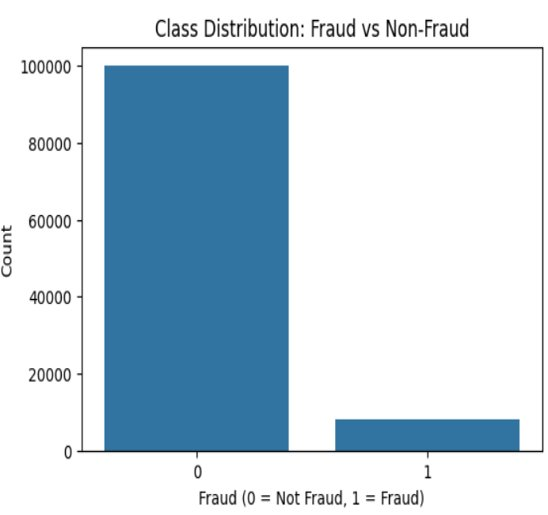 Class Distribution: Fraud vs Non-Fraud
100000
80000
60000
40000
20000
0
Count
0 1
Fraud (0 = Not Fraud, 1 = Fraud)